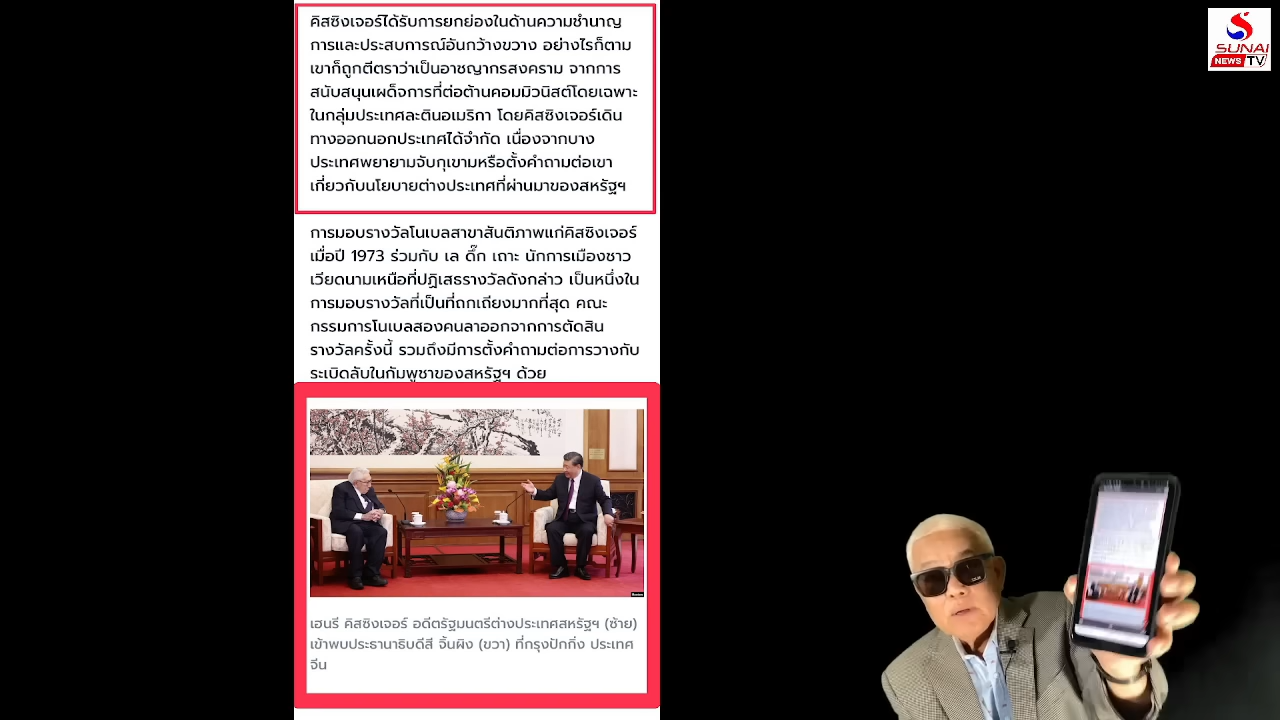 คิสซิงเจอร์ได้รับการยกย่องในด้านความชำนาญ
การและประสบการณ์อันกว้างขวาง อย่างไรก็ตาม
เขาก็ถูกตีตราว่าเป็นอาชญากรสงคราม จากการ
สนับสนุนเผด็จการที่ต่อต้านคอมมิวนิสต์โดยเฉพาะ
ในกลุ่มประเทศละตินอเมริกา โดยคิสซิงเจอร์เดิน
ทางออกนอกประเทศได้จำกัด เนื่องจากบาง
ประเทศพยายามจับกุเขามหรือตั้งคำถามต่อเขา
เกี่ยวกับนโยบายต่างประเทศที่ผ่านมาของสหรัฐฯ
การมอบรางวัลโนเบลสาขาสันติภาพแก่คิสซิงเจอร์
เมื่อปี 1973 ร่วมกับ เล ดึ๊ก เถาะ นักการเมืองชาว
เวียดนามเหนือที่ปฏิเสธรางวัลดังกล่าว เป็นหนึ่งใน
การมอบรางวัลที่เป็นที่ถกเถียงมากที่สุด คณะ
กรรมการโนเบลสองคนลาออกจากการตัดสิน
รางวัลครั้งนี้ รวมถึงมีการตั้งคำถามต่อการวางกับ
ระเบิดลับในกัมพูชาของสหรัฐฯ ด้วย
เฮนรี คิสซิงเจอร์ อดีตรัฐมนตรีต่างประเทศสหรัฐฯ (ซ้าย)
เข้าพบประธานาธิบดีสี จิ้นผิง (ขวา) ที่กรุงปักกิ่ง ประเทศ
จีน
SUNAI
NEWS TV